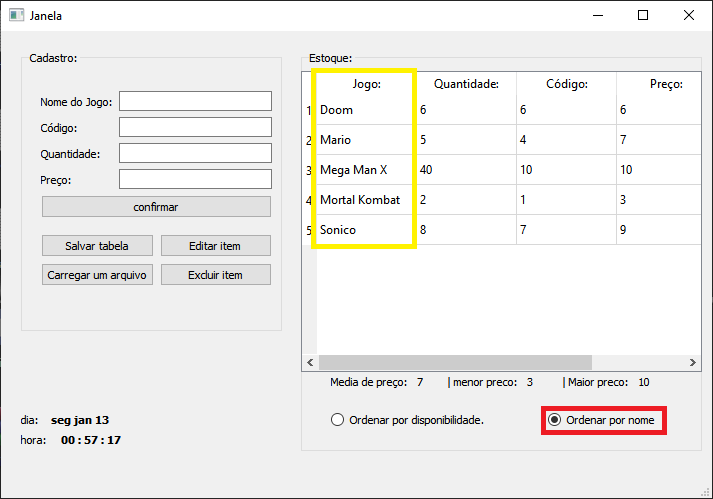 Janela
Cadastro:
Nome do Jogo:
Código:
Quantidade:
Preço:
confirmar
Salvar tabela Editar item
Carregar um arquivo Excluir item
dia: seg jan 13
hora: 00 : 57 : 17
Estoque:
Jogo: Quantidade: Código: Preço:
1 Doom 6 6 6
2 Mario 5 4 7
3 Mega Man X 40 10 10
4 Mortal Kombat 2 1 3
5 Sonico 8 7 9
Media de preço: 7 | menor preco: 3 | Maior preco: 10
Ordenar por disponibilidade. Ordenar por nome